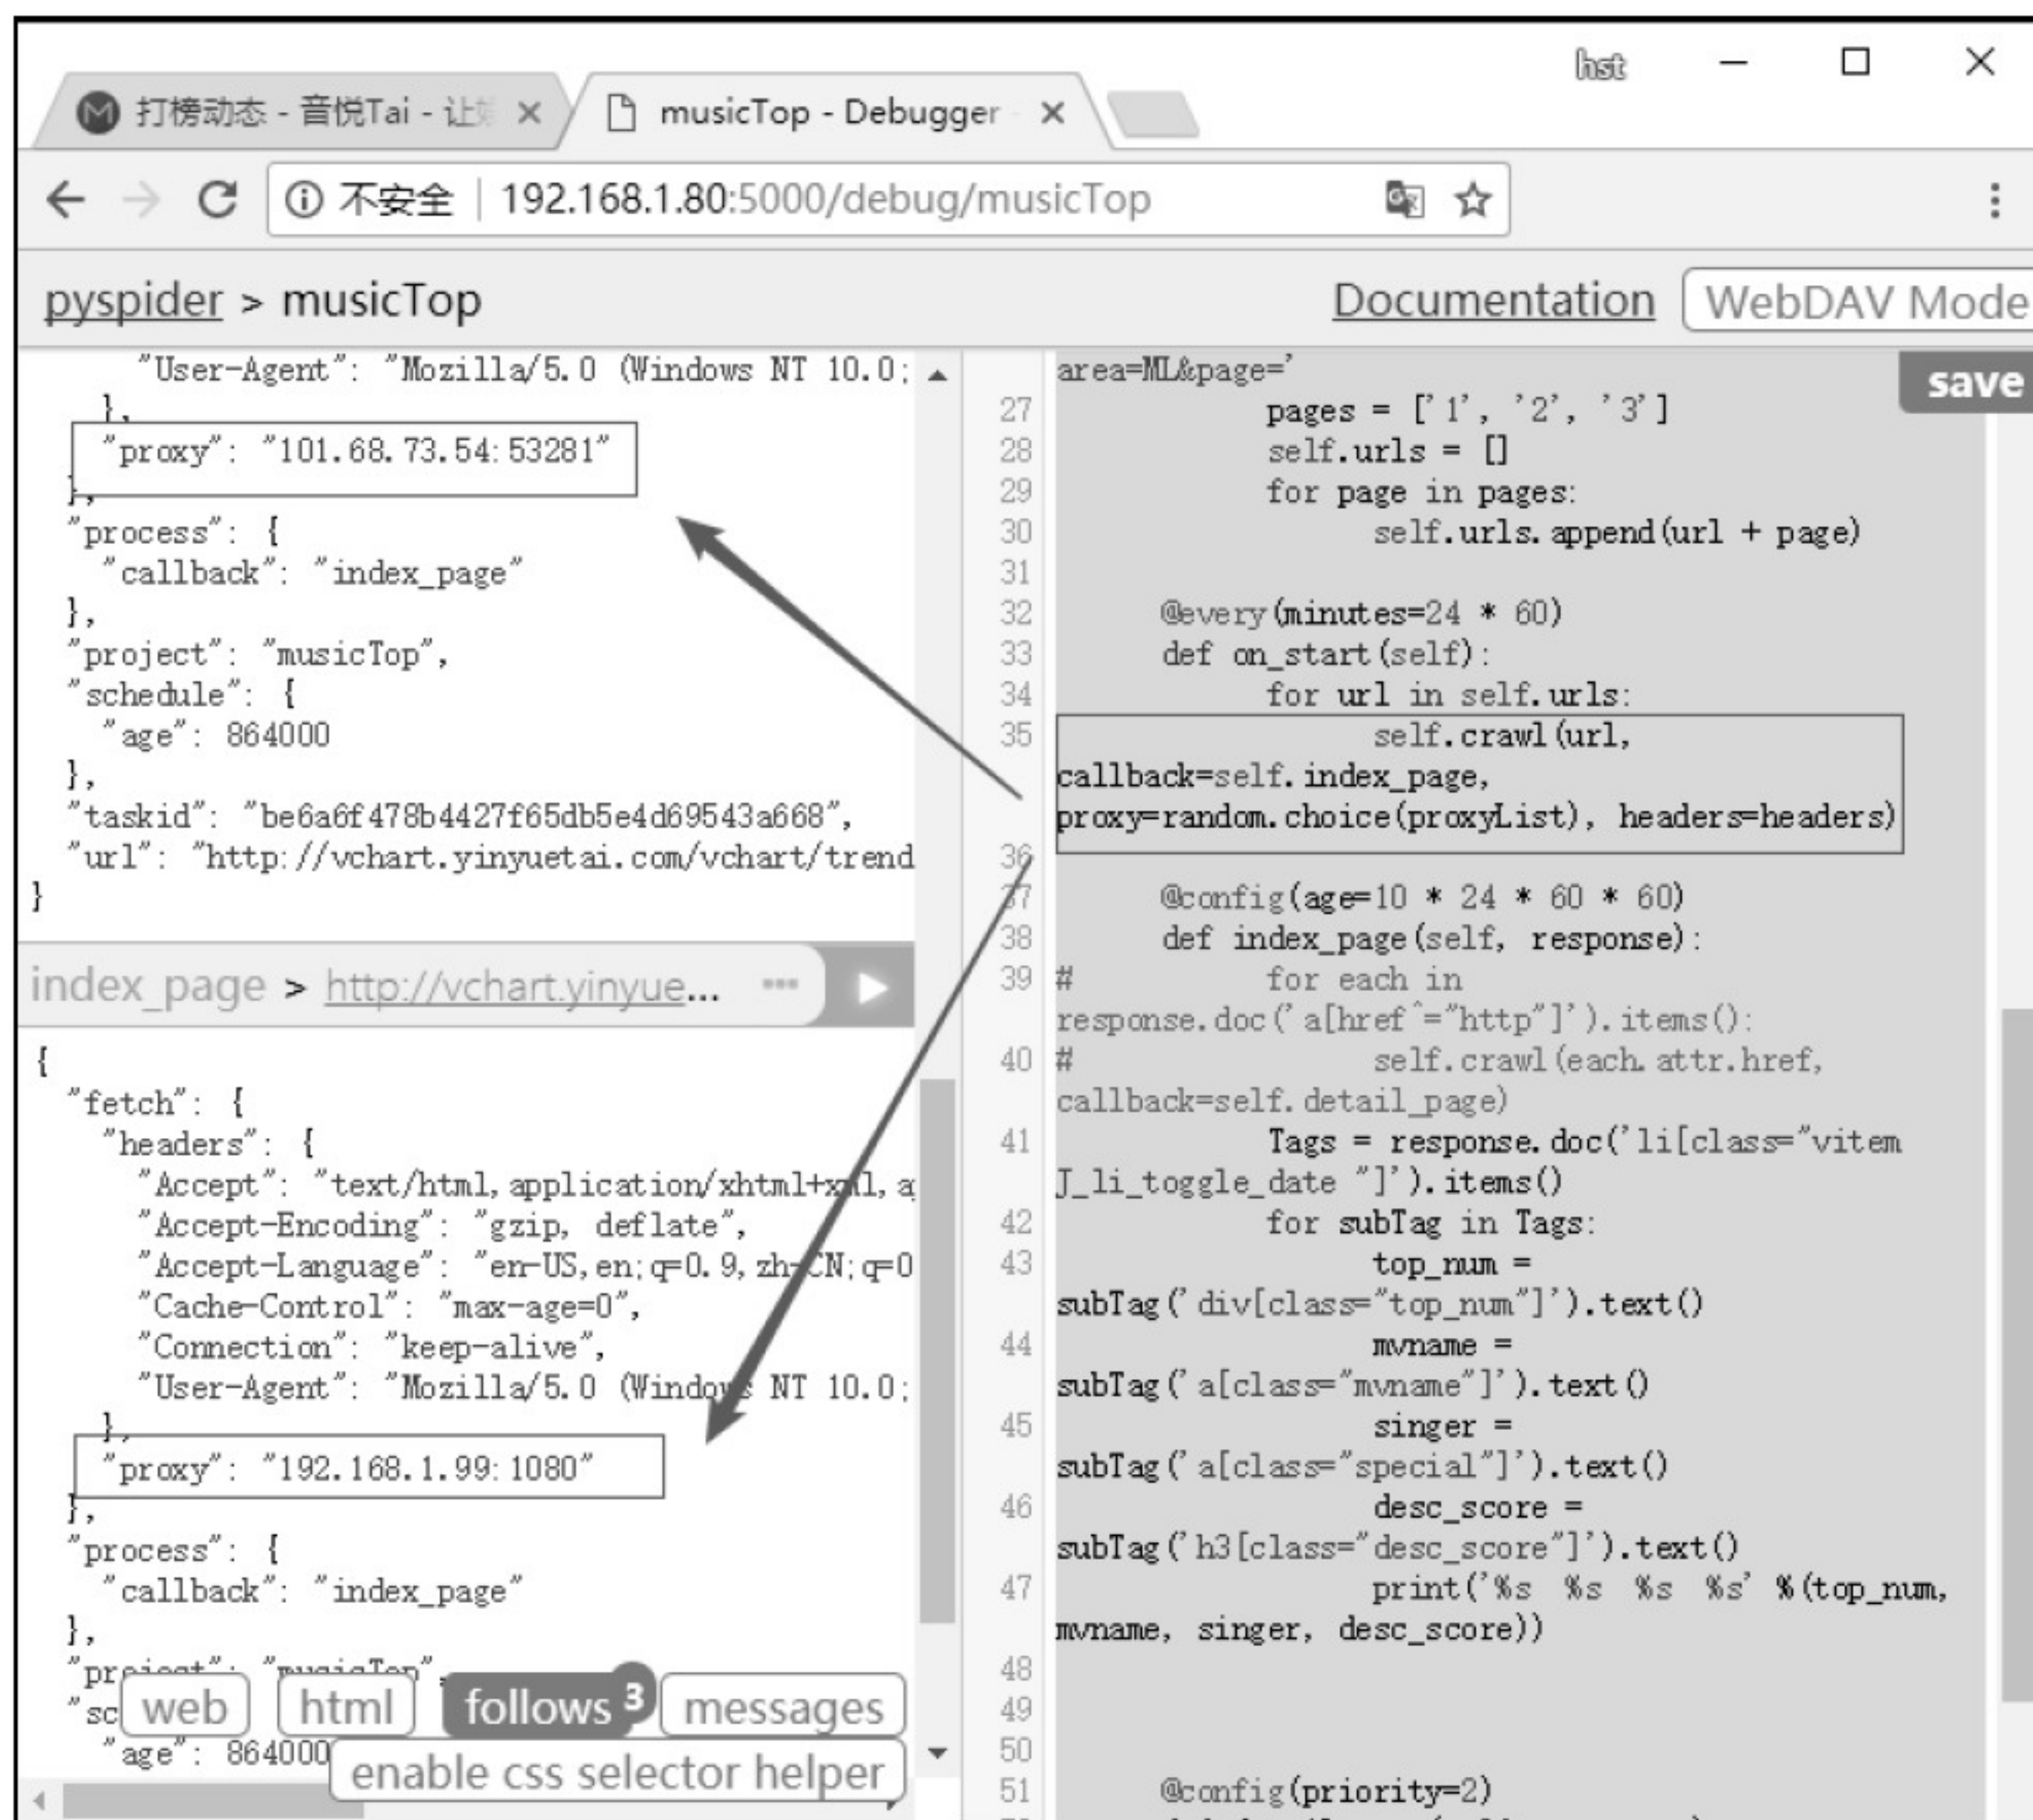 hst
打榜动态 - 音悦Tai - 让
musicTop - Debugger
不安全 | 192.168.1.80:5000/debug/musicTop
pyspider > musicTop
Documentation
WebDAV Mode
"User-Agent": "Mozilla/5.0 (Windows NT 10.0;
},
"proxy": "101.68.73.54:53281"
},
"process": {
"callback": "index_page"
},
"project": "musicTop",
"schedule": {
"age": 864000
},
"taskid": "be6a6f478b4427f65db5e4d69543a668",
"url": "http://vchart.yinyuetai.com/vchart/trend
}
index_page > http://vchart.yinyue...
{
"fetch": {
"headers": {
"Accept": "text/html,application/xhtml+xml,a
"Accept-Encoding": "gzip, deflate",
"Accept-Language": "en-US,en;q=0.9,zh-CN;q=0
"Cache-Control": "max-age=0",
"Connection": "keep-alive",
"User-Agent": "Mozilla/5.0 (Windows NT 10.0;
},
"proxy": "192.168.1.99:1080"
},
"process": {
"callback": "index_page"
},
"project": "musicTop",
"sc
"age": 864000
web
html
follows 3
messages
enable css selector helper
save
area=ML&page='
27 pages = ['1', '2', '3']
28 self.urls = []
29 for page in pages:
30 self.urls.append(url + page)
31
32 @every(minutes=24 * 60)
33 def on_start(self):
34 for url in self.urls:
35 self.crawl(url,
callback=self.index_page,
proxy=random.choice(proxyList), headers=headers)
36
37 @config(age=10 * 24 * 60 * 60)
38 def index_page(self, response):
39 # for each in
response.doc('a[href^="http"]').items():
40 # self.crawl(each.attr.href,
callback=self.detail_page)
41 Tags = response.doc('li[class="vitem
J_li_toggle_date "]').items()
42 for subTag in Tags:
43 top_num =
subTag('div[class="top_num"]').text()
44 mvname =
subTag('a[class="mvname"]').text()
45 singer =
subTag('a[class="special"]').text()
46 desc_score =
subTag('h3[class="desc_score"]').text()
47 print('%s %s %s %s' %(top_num,
mvname, singer, desc_score))
48
49
50
51 @config(priority=2)